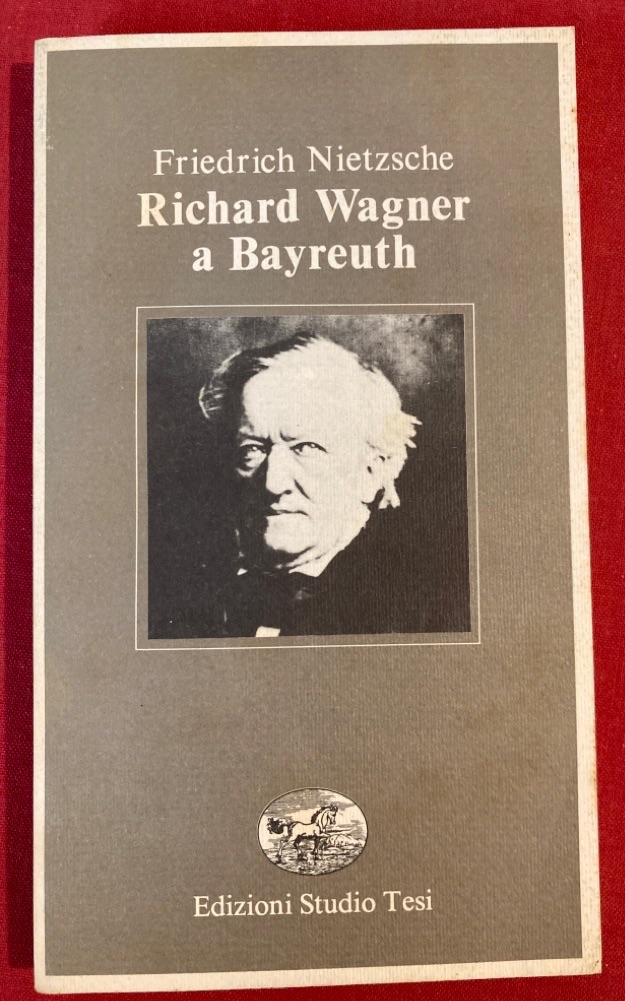 Friedrich Nietzsche
Richard Wagner
a Bayreuth
Edizioni Studio Tesi